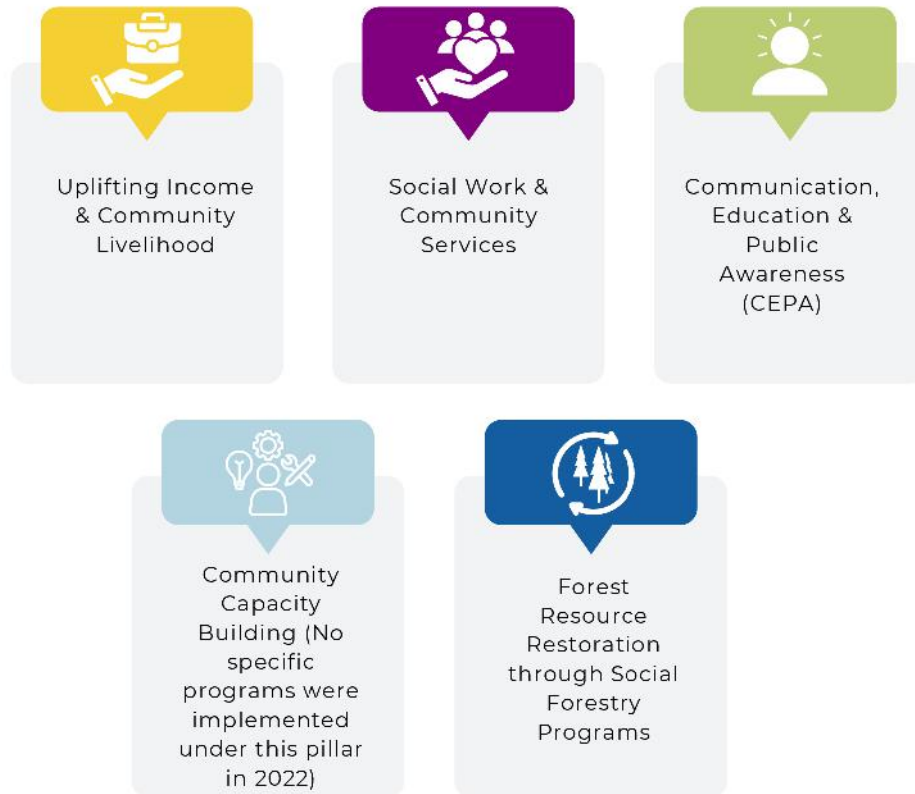 Uplifting Income
& Community
Livelihood
Social Work &
Community
Services
Communication,
Education &
Public
Awareness
(CEPA)
Community
Capacity
Building (No
specific
programs were
implemented
under this pillar
in 2022)
Forest
Resource
Restoration
through Social
Forestry
Programs